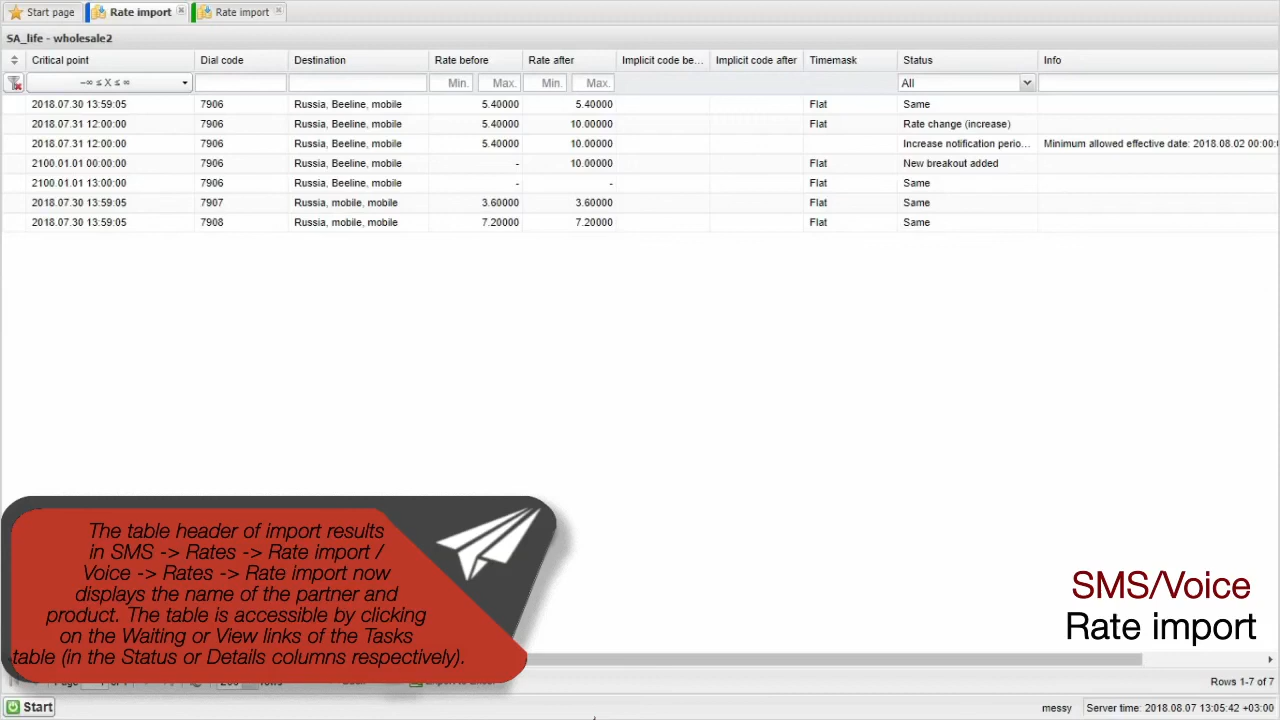 Start page Rate import Rate import
SA_life - wholesale2
Critical point Dial code Destination Rate before Rate after Implicit code be... Implicit code after Timemask Status Info
−∞ ≤ X ≤ ∞ Min. Max. Min. Max. All
2018.07.30 13:59:05 7906 Russia, Beeline, mobile 5.40000 5.40000 Flat Same
2018.07.31 12:00:00 7906 Russia, Beeline, mobile 5.40000 10.00000 Flat Rate change (increase)
2018.07.31 12:00:00 7906 Russia, Beeline, mobile 5.40000 10.00000 Increase notification perio... Minimum allowed effective date: 2018.08.02 00:00:0
2100.01.01 00:00:00 7906 Russia, Beeline, mobile - 10.00000 Flat New breakout added
2100.01.01 13:00:00 7906 Russia, Beeline, mobile - - Flat Same
2018.07.30 13:59:05 7907 Russia, mobile, mobile 3.60000 3.60000 Flat Same
2018.07.30 13:59:05 7908 Russia, mobile, mobile 7.20000 7.20000 Flat Same
The table header of import results
in SMS -> Rates -> Rate import /
Voice -> Rates -> Rate import now
displays the name of the partner and
product. The table is accessible by clicking
on the Waiting or View links of the Tasks
table (in the Status or Details columns respectively).
SMS/Voice
Rate import
Rows 1-7 of 7
Start messy Server time: 2018.08.07 13:05:42 +03:00